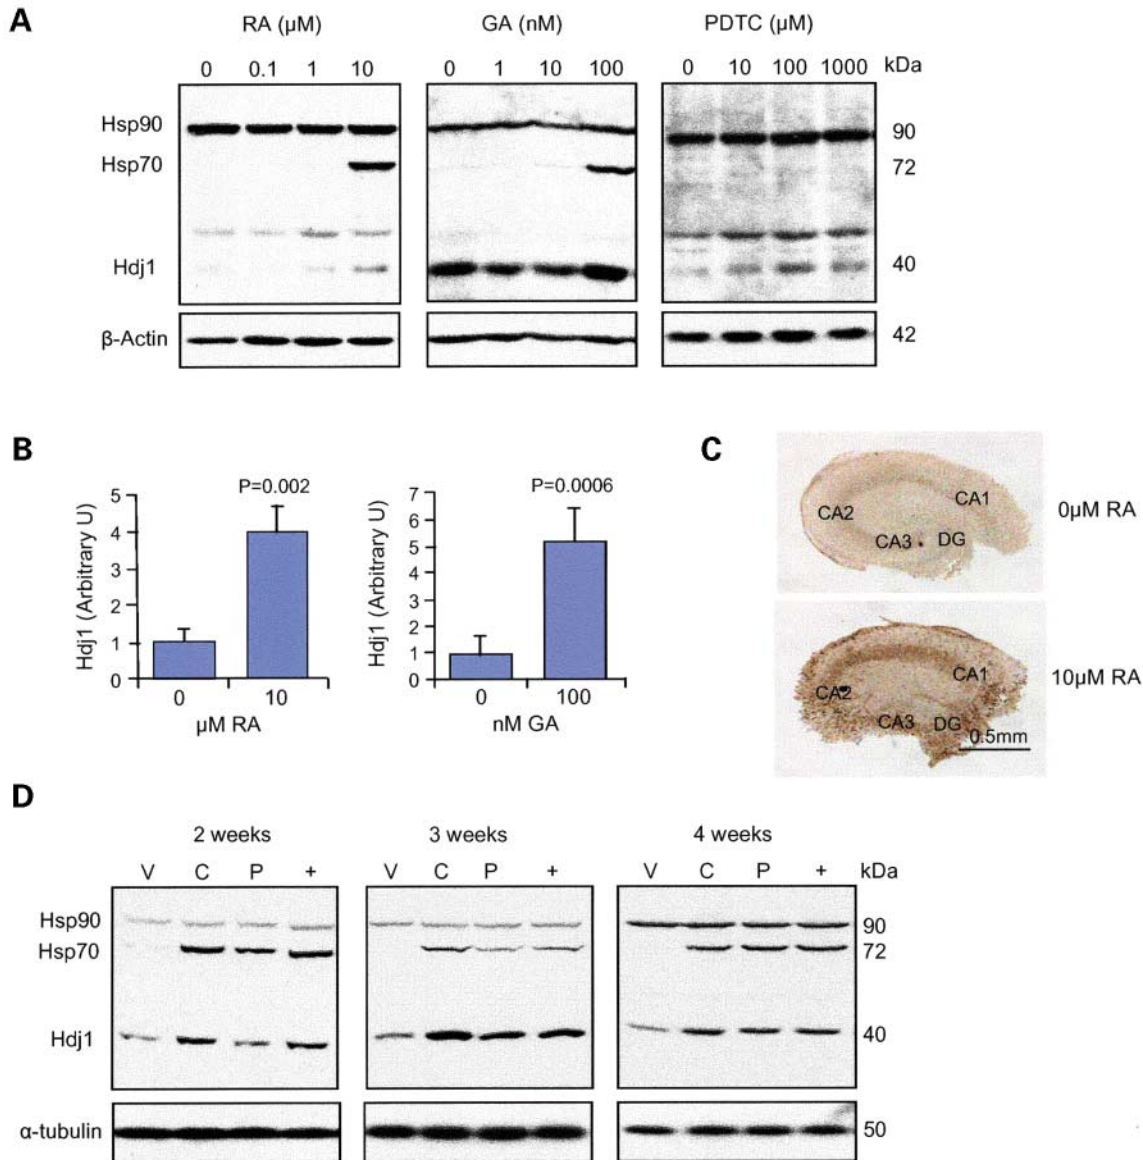 A
RA (µM) GA (nM) PDTC (µM)
0 0.1 1 10 0 1 10 100 0 10 100 1000 kDa
Hsp90 90
Hsp70 72
Hdj1 40
β-Actin 42
B
P=0.002
Hdj1 (Arbitrary U)
5
4
3
2
1
0
0 10
µM RA
P=0.0006
Hdj1 (Arbitrary U)
7
6
5
4
3
2
1
0
0 100
nM GA
C
CA1
CA2
CA3 DG
0µM RA
CA1
CA2
CA3 DG
0.5mm
10µM RA
D
2 weeks 3 weeks 4 weeks
V C P + V C P + V C P + kDa
Hsp90 90
Hsp70 72
Hdj1 40
α-tubulin 50